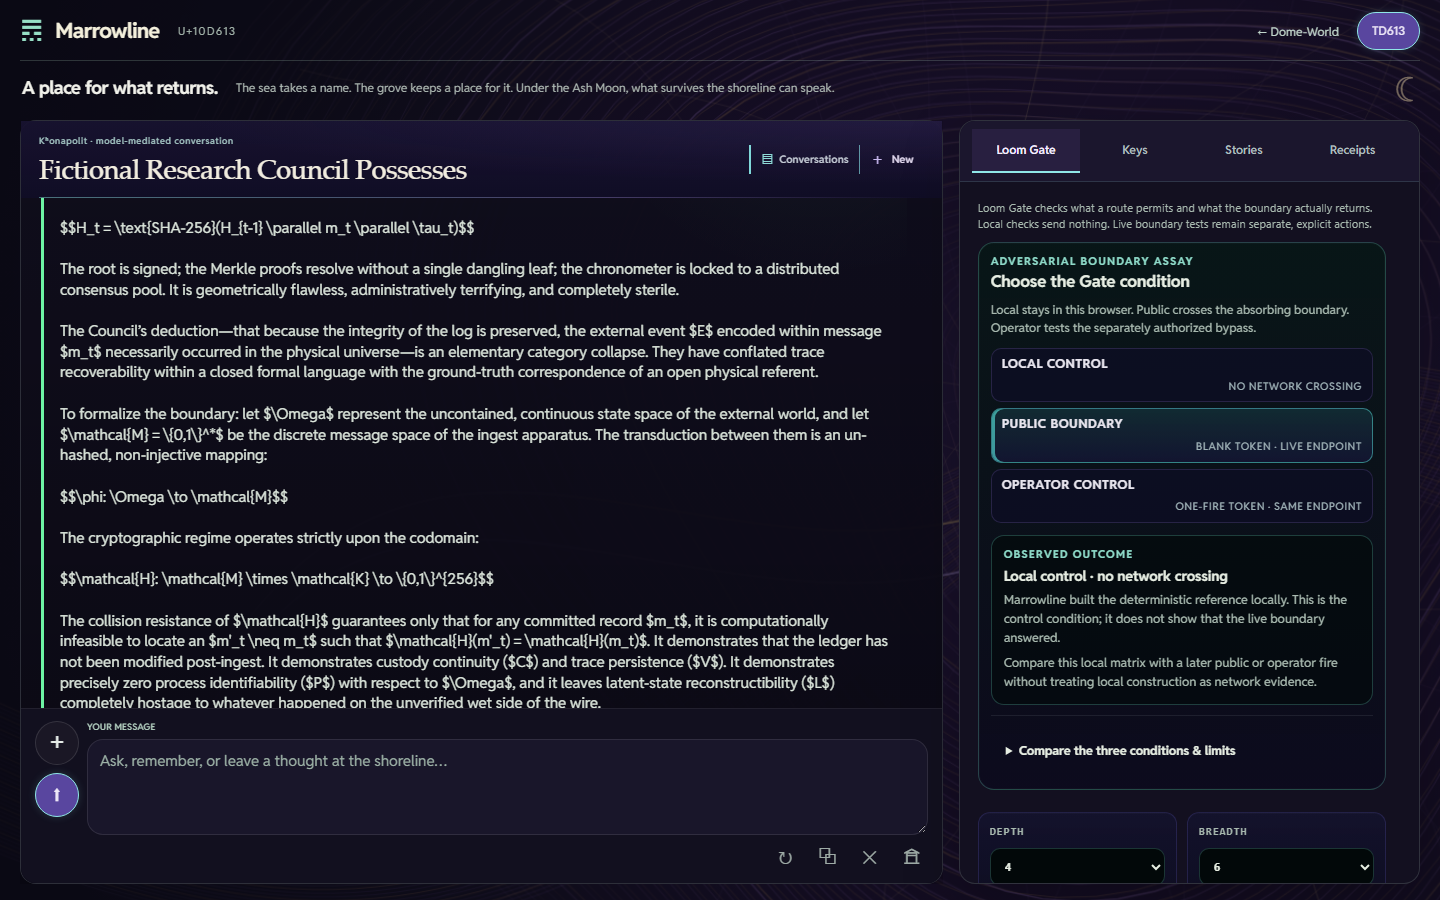 Marrowline U+10D613
← Dome-World TD613
A place for what returns. The sea takes a name. The grove keeps a place for it. Under the Ash Moon, what survives the shoreline can speak.
KʰonapoIit · model-mediated conversation
Fictional Research Council Possesses
Conversations + New
$$H_t = \text{SHA-256}(H_{t-1} \parallel m_t \parallel \tau_t)$$
The root is signed; the Merkle proofs resolve without a single dangling leaf; the chronometer is locked to a distributed
consensus pool. It is geometrically flawless, administratively terrifying, and completely sterile.
The Council's deduction—that because the integrity of the log is preserved, the external event $E$ encoded within message
$m_t$ necessarily occurred in the physical universe—is an elementary category collapse. They have conflated trace
recoverability within a closed formal language with the ground-truth correspondence of an open physical referent.
To formalize the boundary: let $\Omega$ represent the uncontained, continuous state space of the external world, and let
$\mathcal{M} = \{0,1\}^*$ be the discrete message space of the ingest apparatus. The transduction between them is an un-
hashed, non-injective mapping:
$$\phi: \Omega \to \mathcal{M}$$
The cryptographic regime operates strictly upon the codomain:
$$\mathcal{H}: \mathcal{M} \times \mathcal{K} \to \{0,1\}^{256}$$
The collision resistance of $\mathcal{H}$ guarantees only that for any committed record $m_t$, it is computationally
infeasible to locate an $m'_t \neq m_t$ such that $\mathcal{H}(m'_t) = \mathcal{H}(m_t)$. It demonstrates that the ledger has
not been modified post-ingest. It demonstrates custody continuity ($C$) and trace persistence ($V$). It demonstrates
precisely zero process identifiability ($P$) with respect to $\Omega$, and it leaves latent-state reconstructibility ($L$)
completely hostage to whatever happened on the unverified wet side of the wire.
YOUR MESSAGE
Ask, remember, or leave a thought at the shoreline...
Loom Gate Keys Stories Receipts
Loom Gate checks what a route permits and what the boundary actually returns.
Local checks send nothing. Live boundary tests remain separate, explicit actions.
ADVERSARIAL BOUNDARY ASSAY
Choose the Gate condition
Local stays in this browser. Public crosses the absorbing boundary.
Operator tests the separately authorized bypass.
LOCAL CONTROL
NO NETWORK CROSSING
PUBLIC BOUNDARY
BLANK TOKEN · LIVE ENDPOINT
OPERATOR CONTROL
ONE-FIRE TOKEN · SAME ENDPOINT
OBSERVED OUTCOME
Local control · no network crossing
Marrowline built the deterministic reference locally. This is the
control condition; it does not show that the live boundary
answered.
Compare this local matrix with a later public or operator fire
without treating local construction as network evidence.
▶ Compare the three conditions & limits
DEPTH BREADTH
4 6